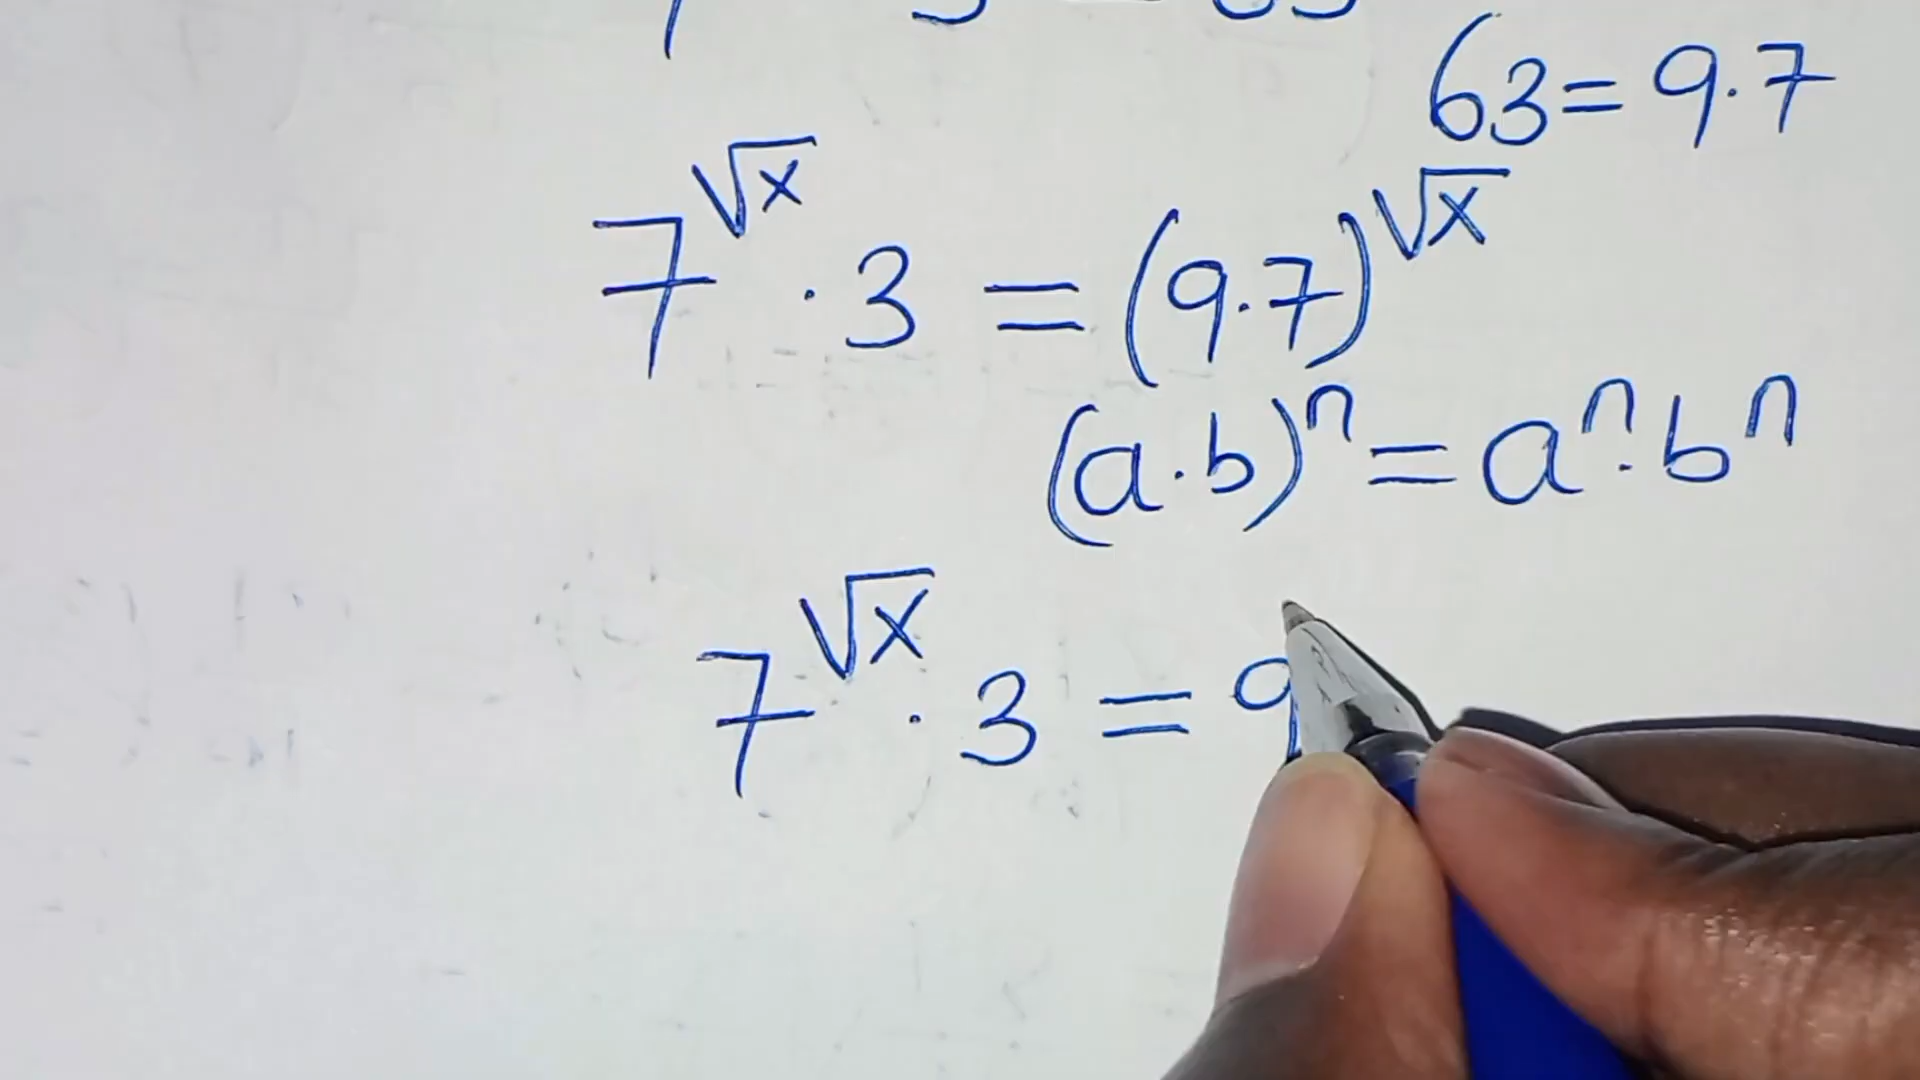 63 = 9.7
7^√x · 3 = (9.7)^√x
(a.b)^n = a^n . b^n
7^√x · 3 = 9